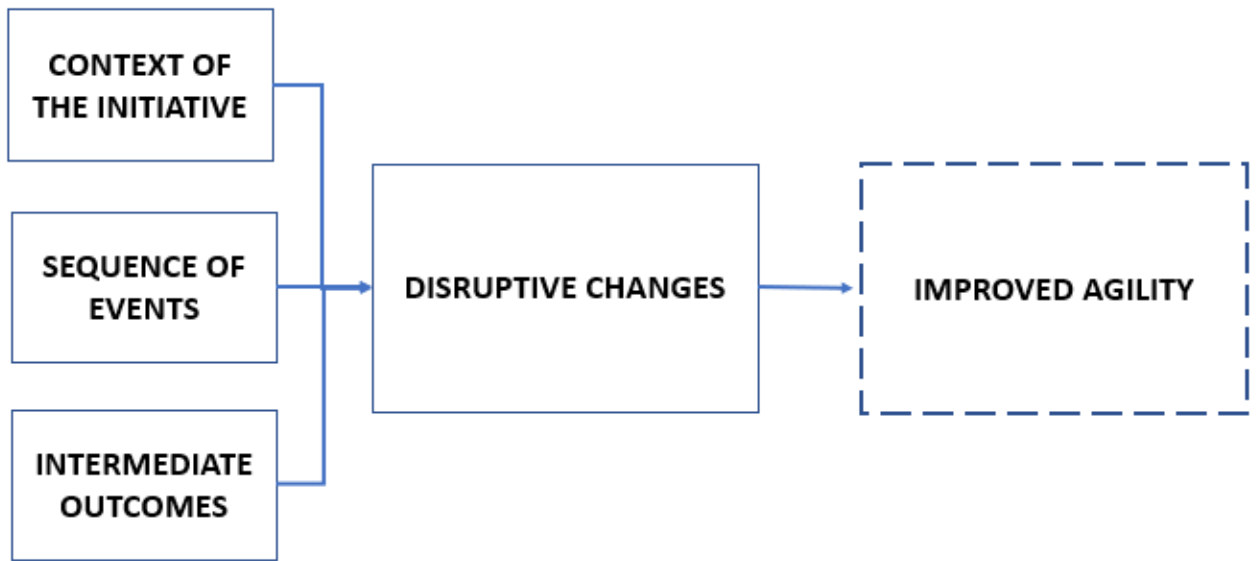 CONTEXT OF
THE INITIATIVE
SEQUENCE OF
EVENTS
INTERMEDIATE
OUTCOMES
DISRUPTIVE CHANGES
IMPROVED AGILITY